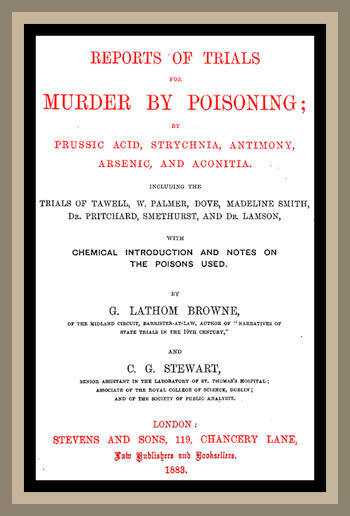 REPORTS OF TRIALS
FOR
MURDER BY POISONING;
BY
PRUSSIC ACID, STRYCHNIA, ANTIMONY,
ARSENIC, AND ACONITIA.
INCLUDING THE
TRIALS OF TAWELL, W. PALMER, DOVE, MADELINE SMITH,
DR. PRITCHARD, SMETHURST, AND DR. LAMSON,
WITH
CHEMICAL INTRODUCTION AND NOTES ON
THE POISONS USED.
BY
G. LATHOM BROWNE,
OF THE MIDLAND CIRCUIT, BARRISTER-AT-LAW, AUTHOR OF "NARRATIVES OF
STATE TRIALS IN THE 19TH CENTURY,"
AND
C. G. STEWART,
SENIOR ASSISTANT IN THE LABORATORY OF ST. THOMAS'S HOSPITAL;
ASSOCIATE OF THE ROYAL COLLEGE OF SCIENCE, DUBLIN;
AND OF THE SOCIETY OF PUBLIC ANALYSTS.
LONDON:
STEVENS AND SONS, 119, CHANCERY LANE,
Law Publishers and Booksellers.
1883.